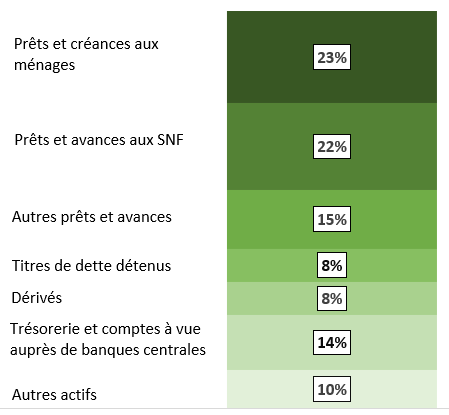 Prêts et créances aux
ménages
23%
Prêts et avances aux SNF
22%
Autres prêts et avances
15%
Titres de dette détenus
8%
Dérivés
8%
Trésorerie et comptes à vue
auprès de banques centrales
14%
Autres actifs
10%